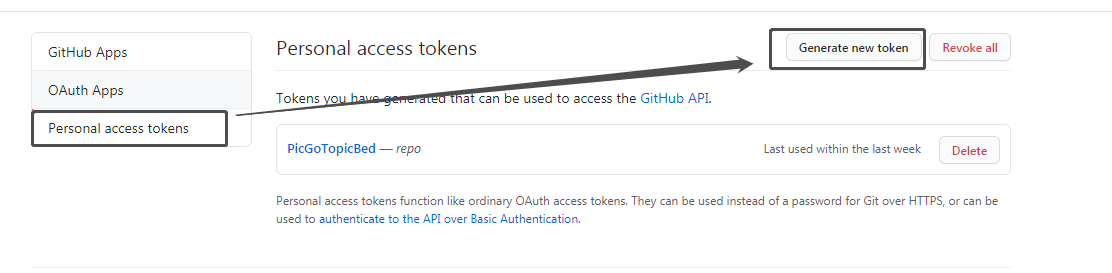 GitHub Apps
OAuth Apps
Personal access tokens
Personal access tokens
Generate new token
Revoke all
Tokens you have generated that can be used to access the GitHub API.
PicGoTopicBed — repo
Last used within the last week
Delete
Personal access tokens function like ordinary OAuth access tokens. They can be used instead of a password for Git over HTTPS, or can be
used to authenticate to the API over Basic Authentication.